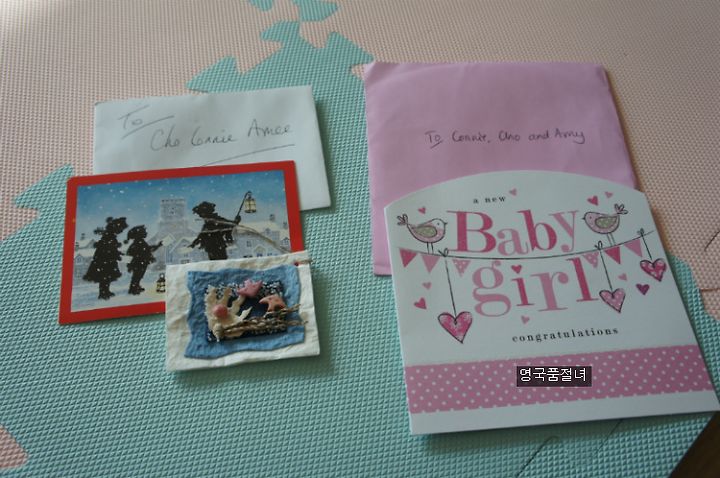 To
Cho Connie Amee
To Connie, Cho and Amy
a new
Baby
girl
congratulations
영국품절녀